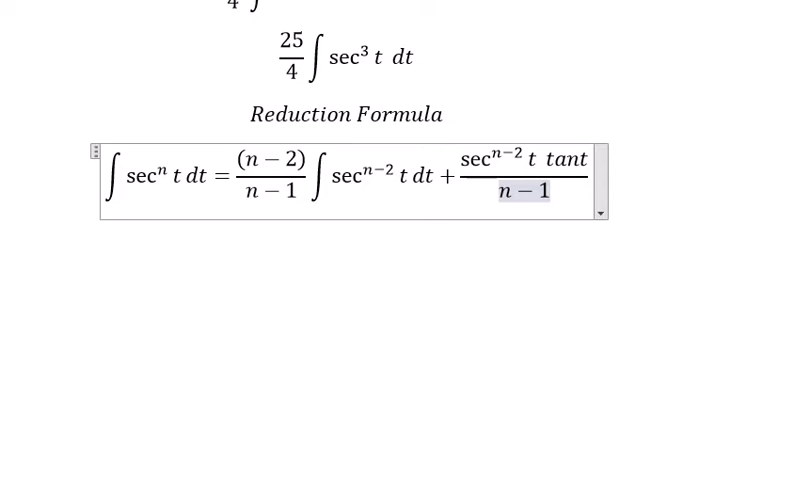 25/4 ∫ sec³ t dt
Reduction Formula
∫ secⁿ t dt = (n − 2)/n − 1 ∫ secⁿ⁻² t dt + secⁿ⁻² t tant/n − 1